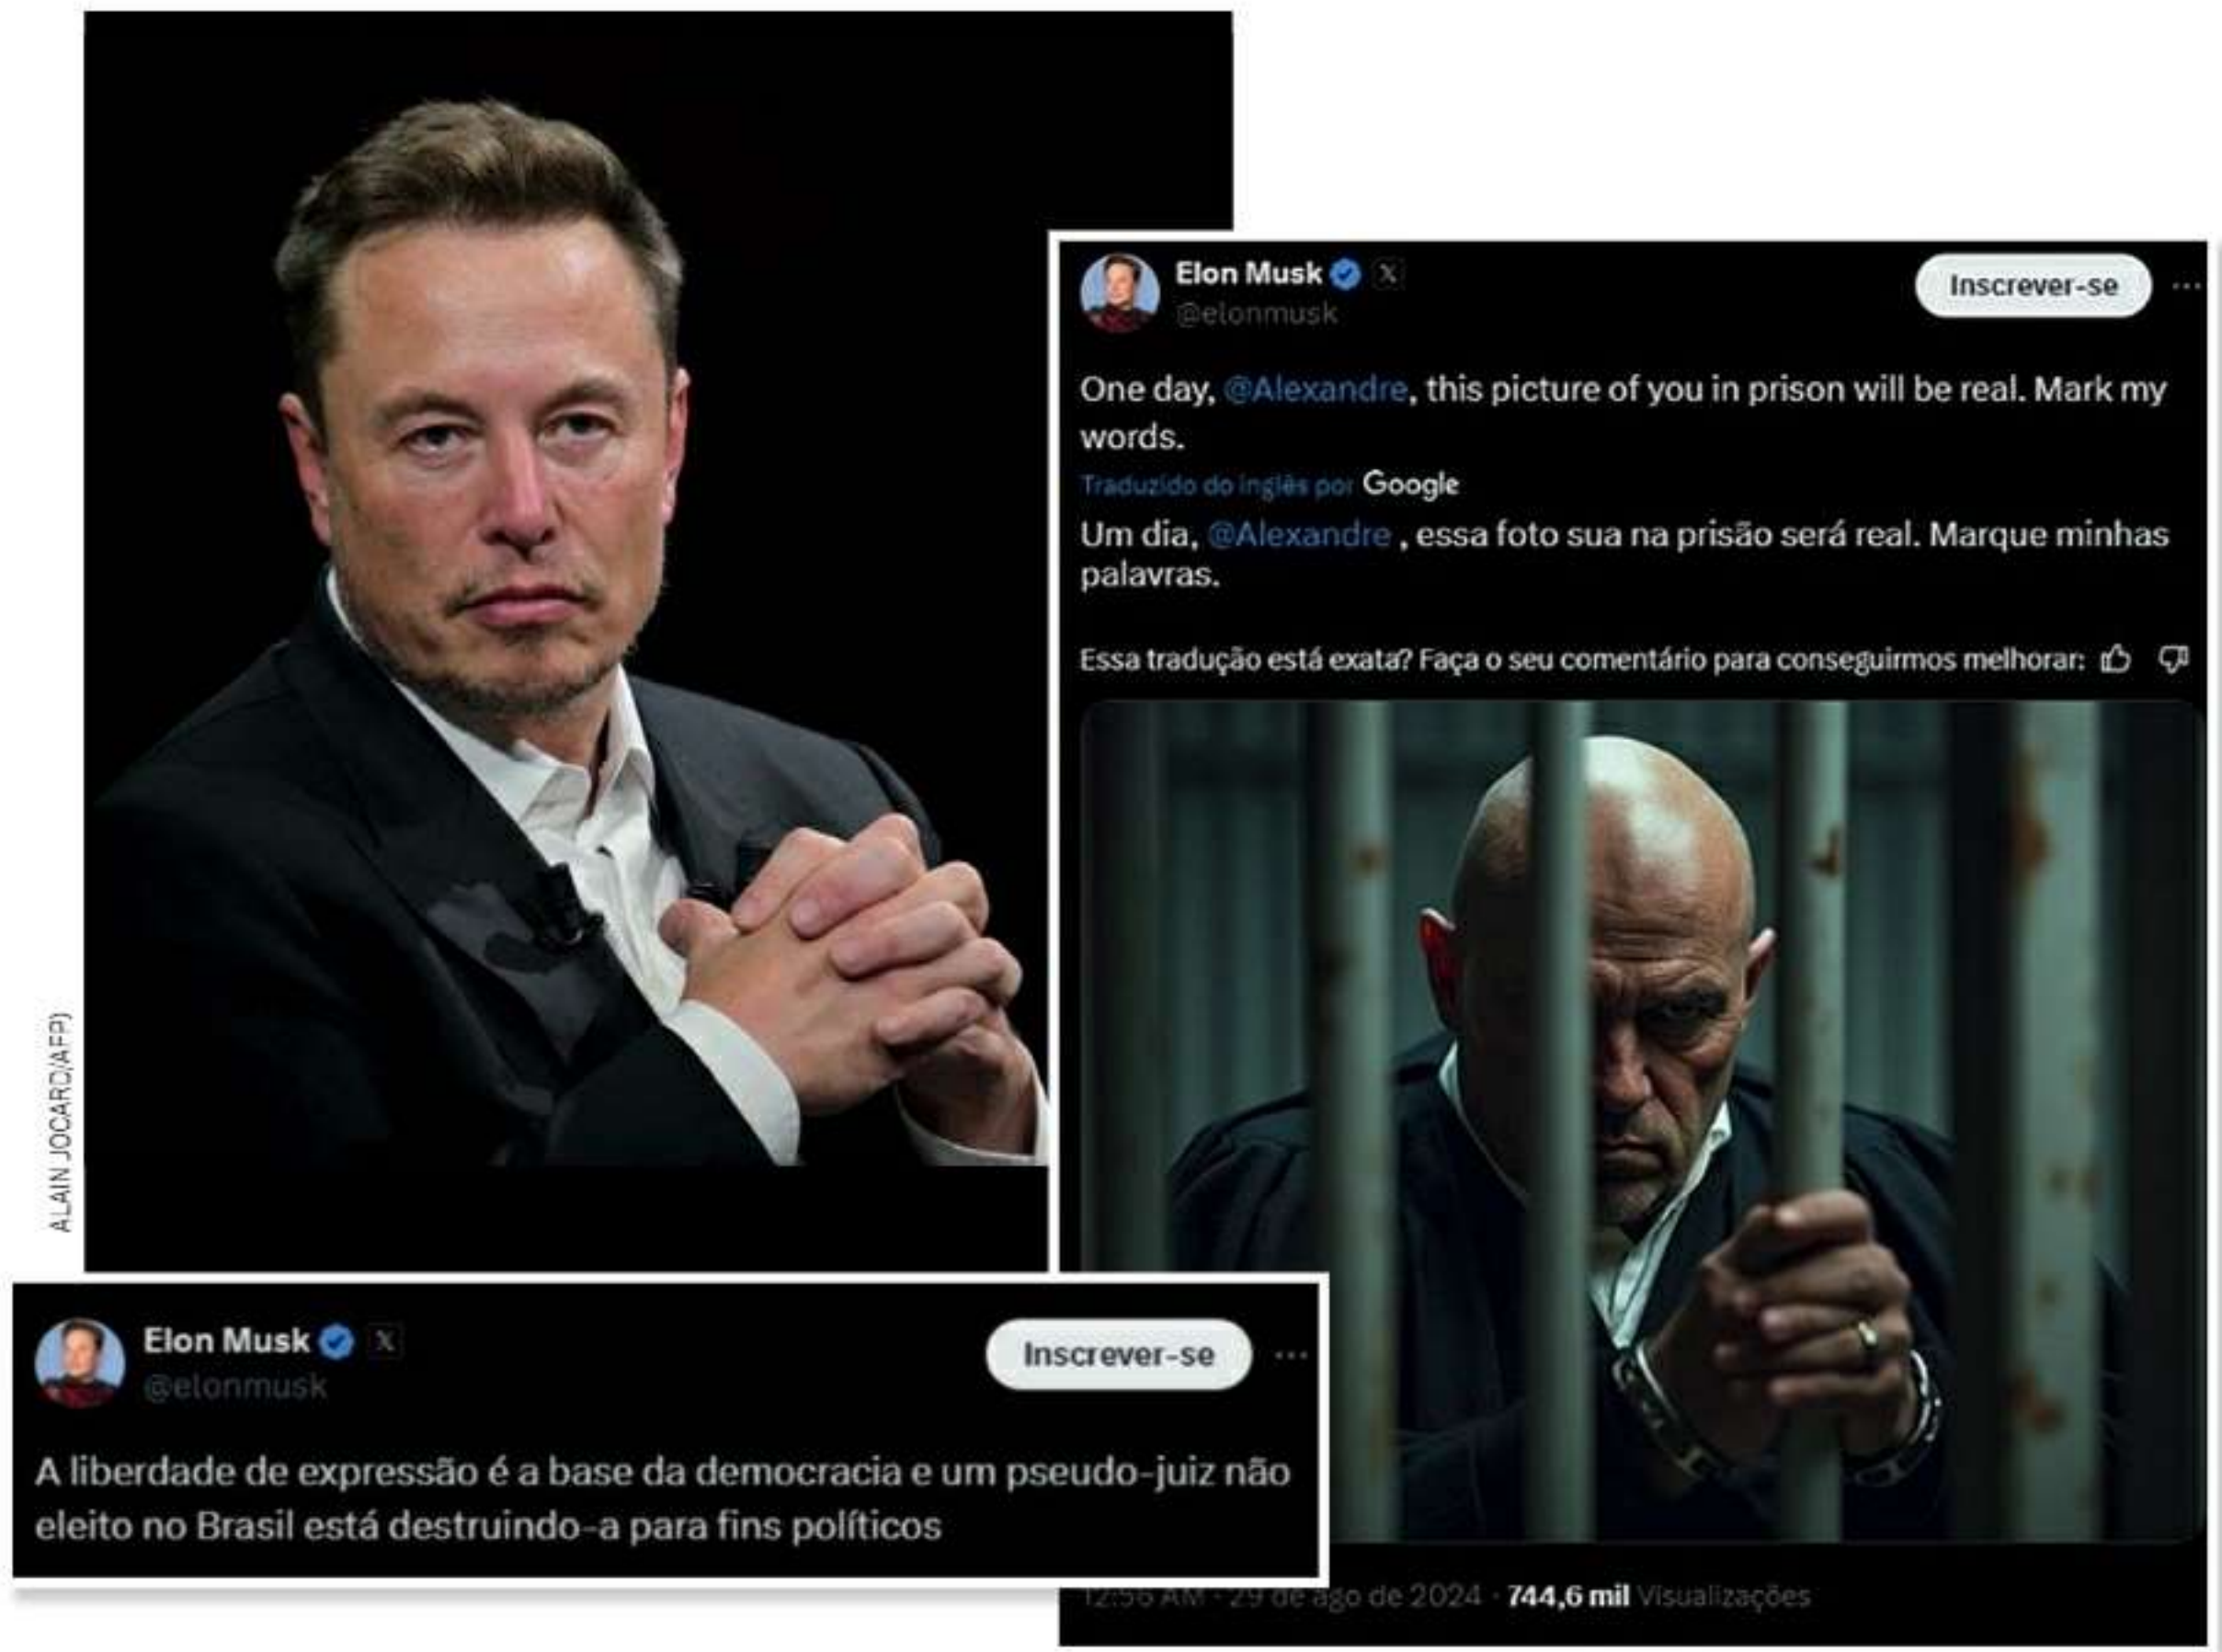 ALAIN JOCARD/AFP)
Elon Musk X
@elonmusk
Inscrever-se
One day, @Alexandre, this picture of you in prison will be real. Mark my
words.
Traduzido do inglês por Google
Um dia, @Alexandre , essa foto sua na prisão será real. Marque minhas
palavras.
Essa tradução está exata? Faça o seu comentário para conseguirmos melhorar:
12:56 AM · 29 de ago de 2024 · 744,6 mil Visualizações
Elon Musk X
@elonmusk
Inscrever-se
A liberdade de expressão é a base da democracia e um pseudo-juiz não
eleito no Brasil está destruindo-a para fins políticos